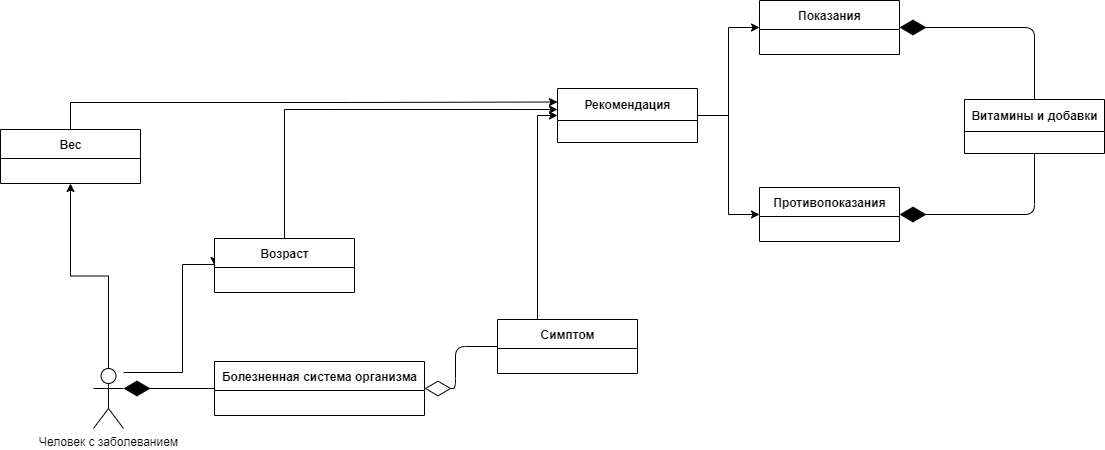 Показания
Рекомендация
Витамины и добавки
Вес
Противопоказания
Возраст
Симптом
Болезненная система организма
Человек с заболеванием